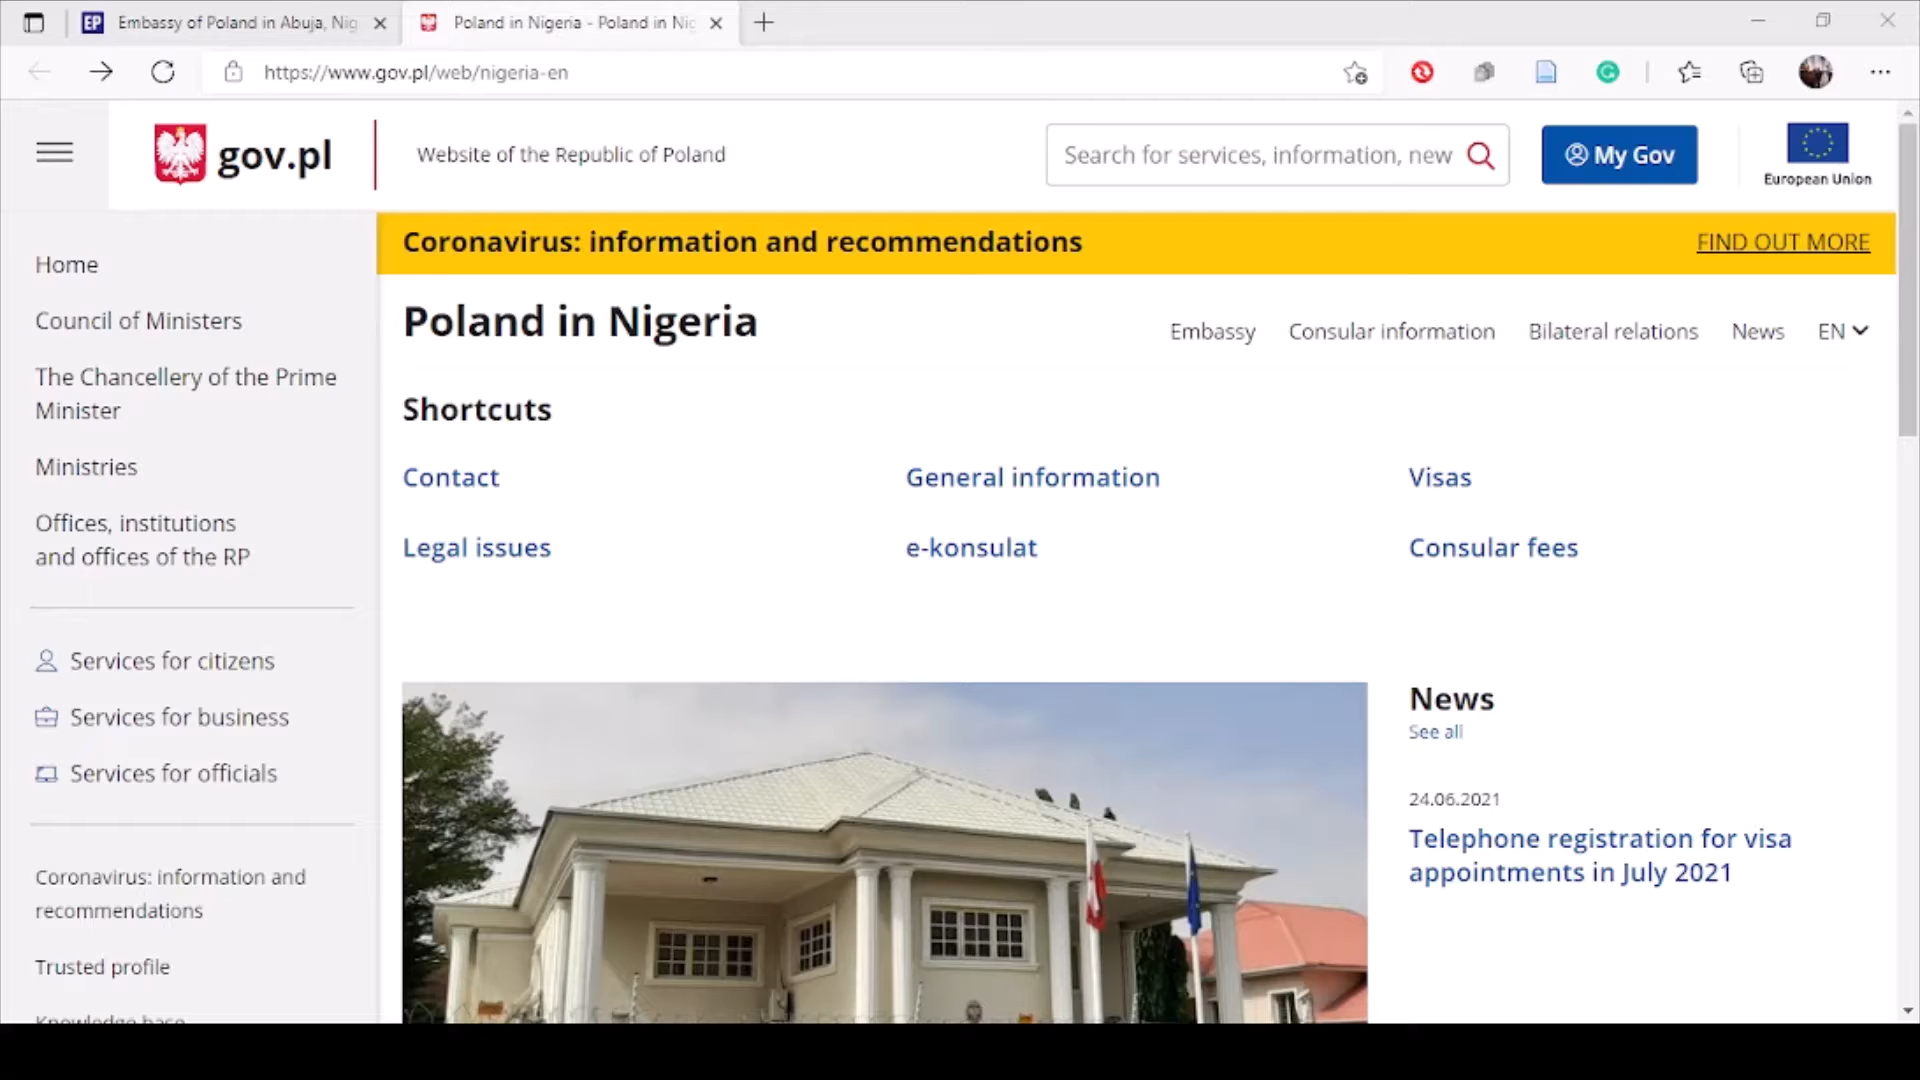 EP Embassy of Poland in Abuja, Nig
Poland in Nigeria - Poland in Nig
https://www.gov.pl/web/nigeria-en
gov.pl
Website of the Republic of Poland
Search for services, information, new
My Gov
European Union
Home
Council of Ministers
The Chancellery of the Prime
Minister
Ministries
Offices, institutions
and offices of the RP
Services for citizens
Services for business
Services for officials
Coronavirus: information and
recommendations
Trusted profile
Knowledge base
Coronavirus: information and recommendations
FIND OUT MORE
Poland in Nigeria
Embassy
Consular information
Bilateral relations
News
EN
Shortcuts
Contact
General information
Visas
Legal issues
e-konsulat
Consular fees
News
See all
24.06.2021
Telephone registration for visa
appointments in July 2021